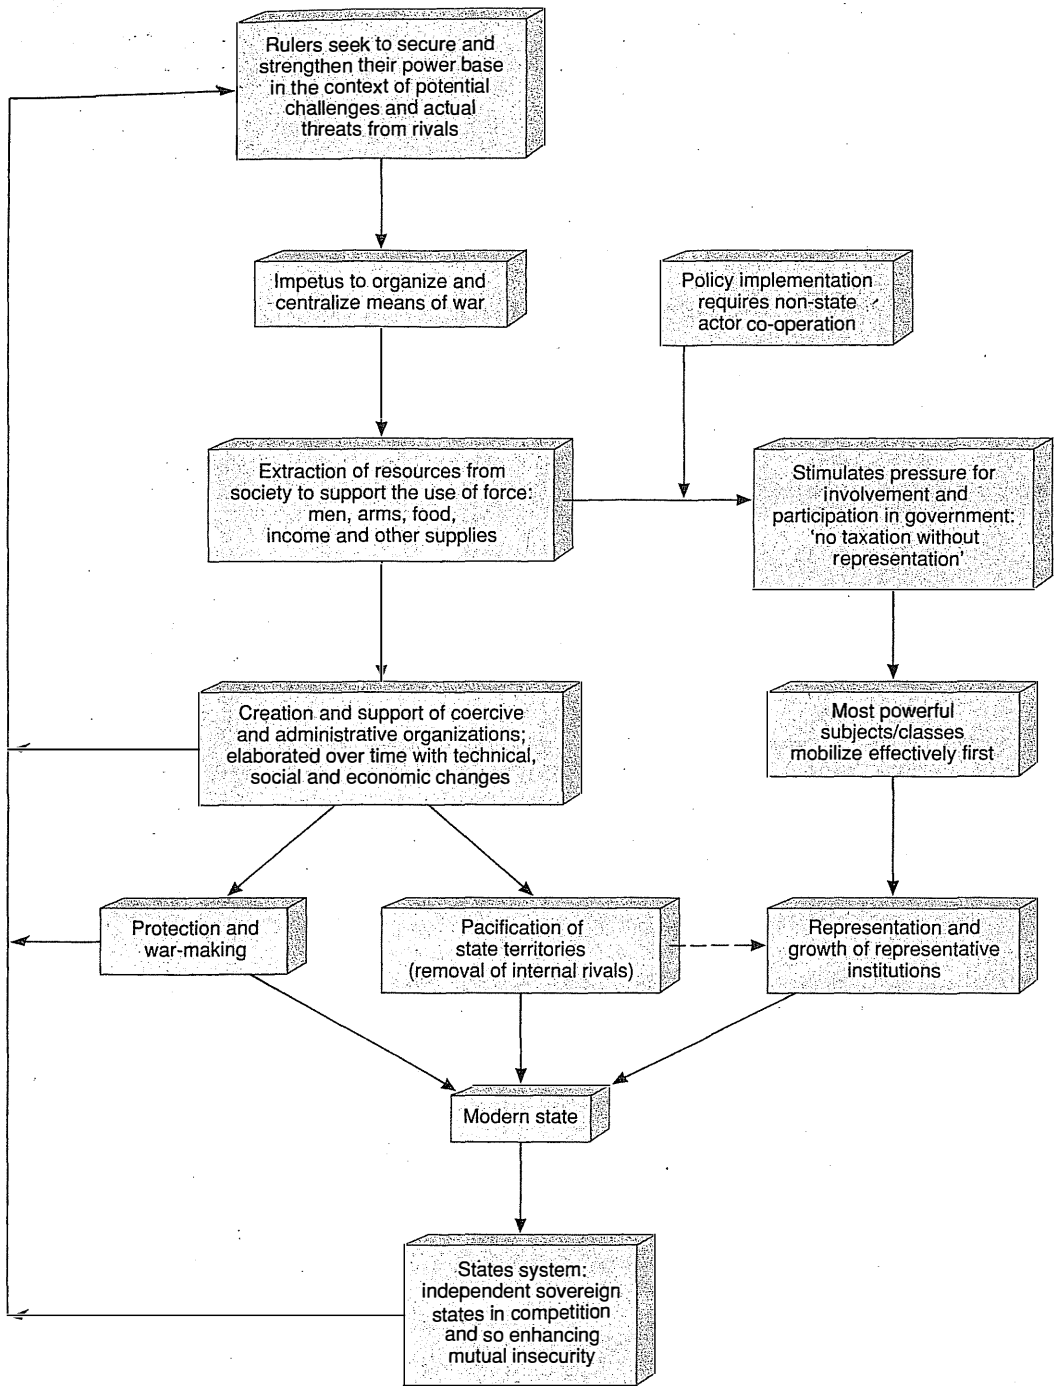 Rulers seek to secure and
strengthen their power base
in the context of potential
challenges and actual
threats from rivals
Impetus to organize and
centralize means of war
Policy implementation
requires non-state
actor co-operation
Extraction of resources from
society to support the use of force:
men, arms, food,
income and other supplies
Stimulates pressure for
involvement and
participation in government:
‘no taxation without
representation’
Creation and support of coercive
and administrative organizations;
elaborated over time with technical,
social and economic changes
Most powerful
subjects/classes
mobilize effectively first
Protection and
war-making
Pacification of
state territories
(removal of internal rivals)
Representation and
growth of representative
institutions
Modern state
States system:
independent sovereign
states in competition
and so enhancing
mutual insecurity